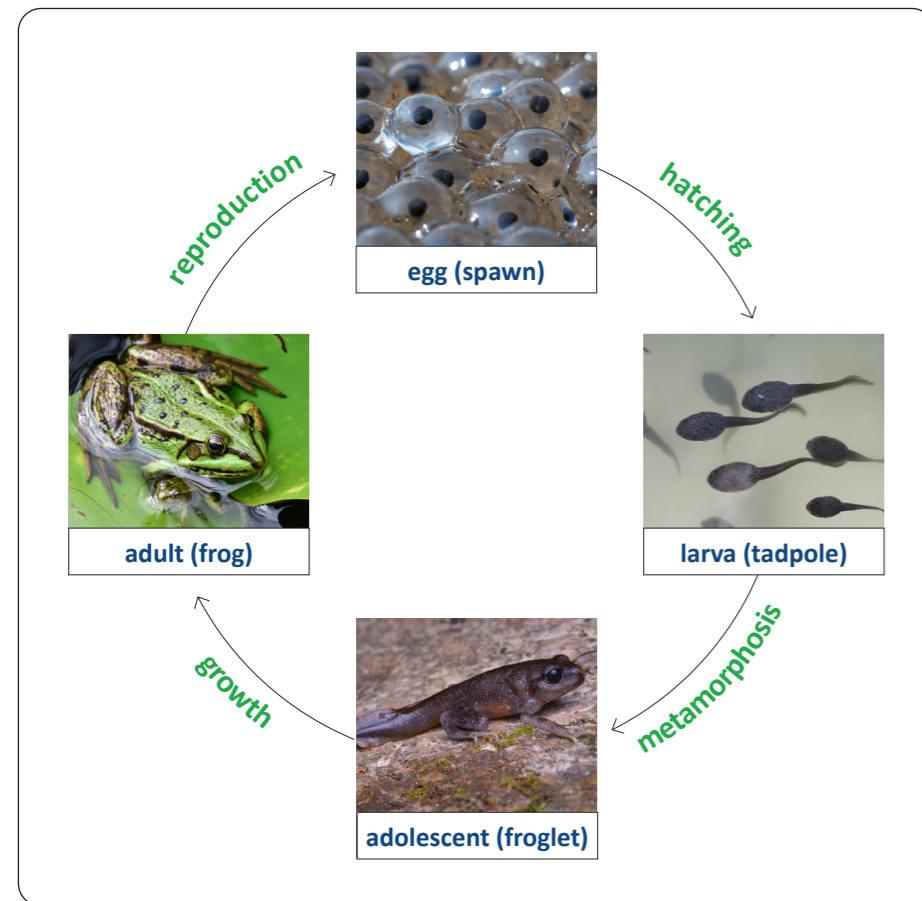 egg (spawn)
hatching
larva (tadpole)
metamorphosis
adolescent (froglet)
growth
adult (frog)
reproduction